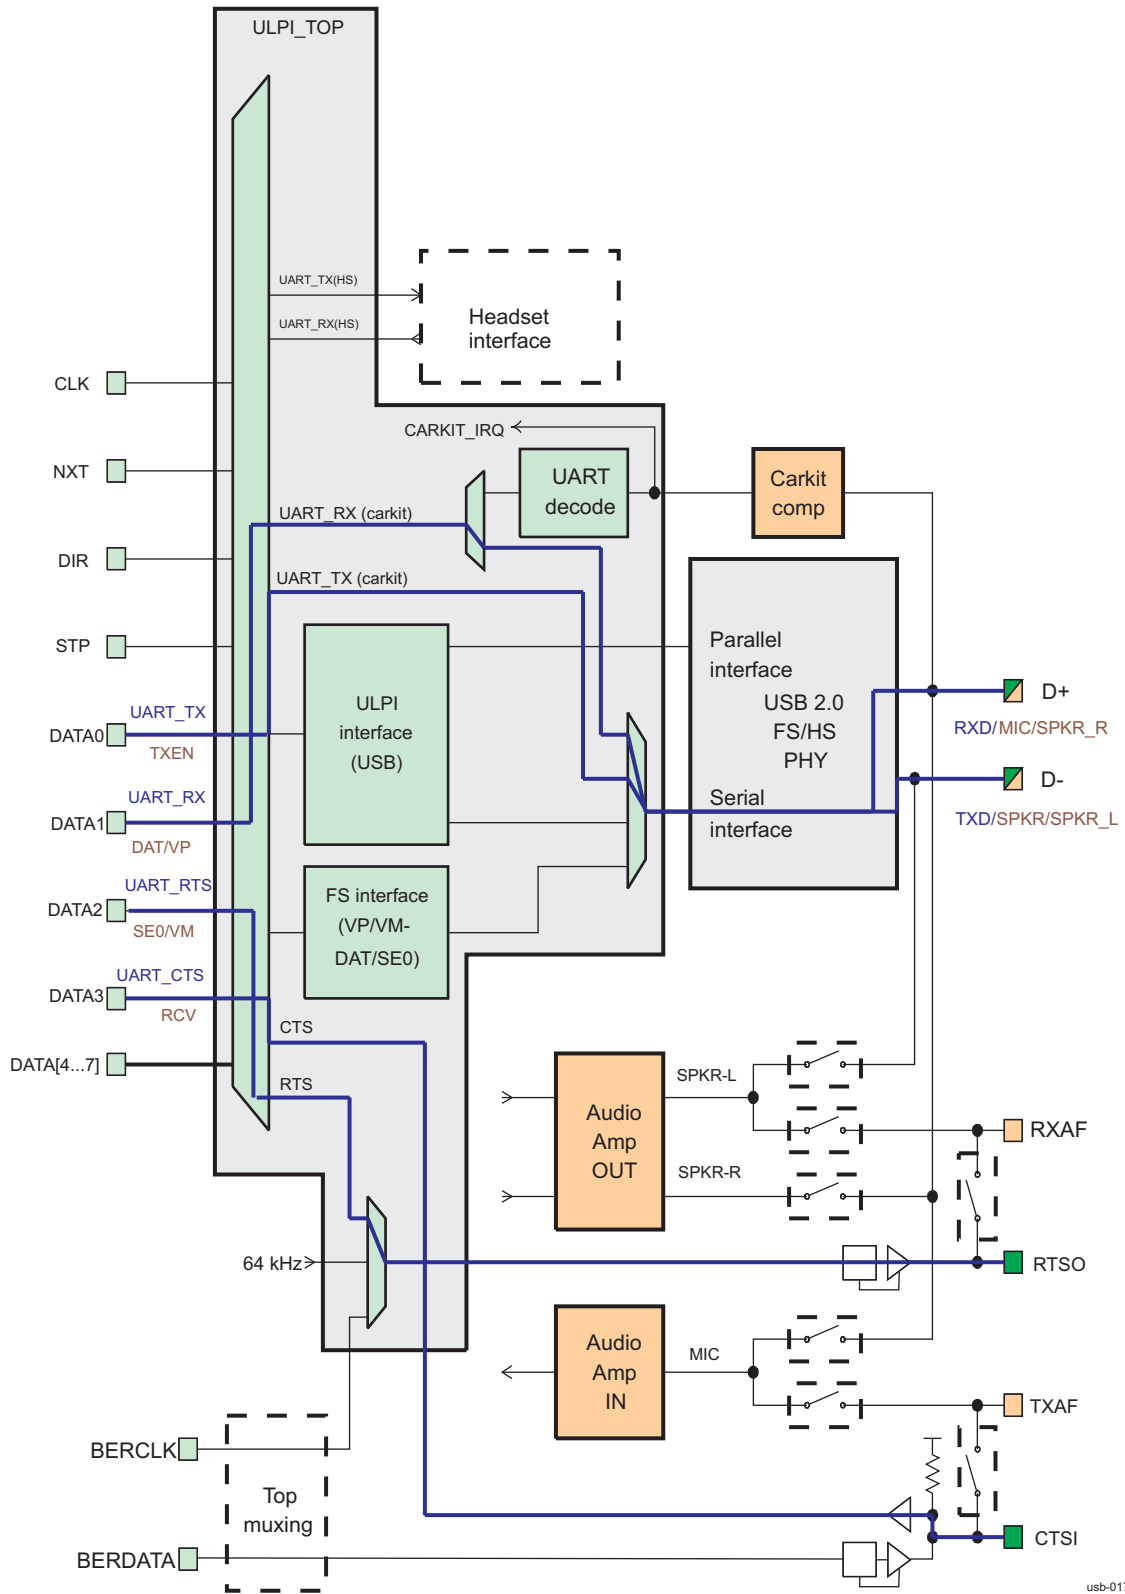 ULPI_TOP
UART_TX(HS)
UART_RX(HS)
Headset
interface
CLK
NXT
DIR
STP
CARKIT_IRQ
UART
decode
Carkit
comp
UART_RX (carkit)
UART_TX (carkit)
ULPI
interface
(USB)
Parallel
interface
USB 2.0
FS/HS
PHY
Serial
interface
D+
RXD/MIC/SPKR_R
D-
TXD/SPKR/SPKR_L
UART_TX
DATA0
TXEN
UART_RX
DATA1
DAT/VP
UART_RTS
DATA2
SE0/VM
UART_CTS
DATA3
RCV
DATA[4...7]
FS interface
(VP/VM-
DAT/SE0)
CTS
RTS
Audio
Amp
OUT
SPKR-L
SPKR-R
RXAF
64 kHz
RTSO
Audio
Amp
IN
MIC
TXAF
BERCLK
Top
muxing
BERDATA
CTSI